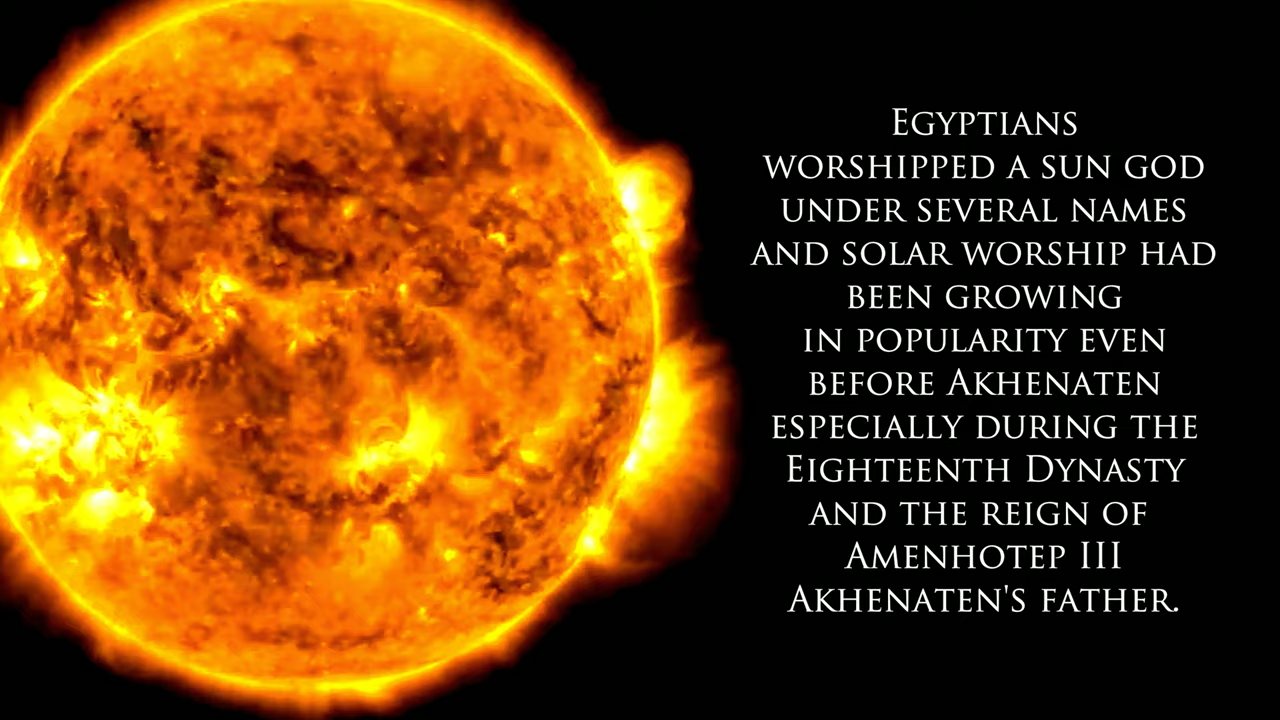 Egyptians
worshipped a sun god
under several names
and solar worship had
been growing
in popularity even
before Akhenaten
especially during the
Eighteenth Dynasty
and the reign of
Amenhotep III
Akhenaten's father.